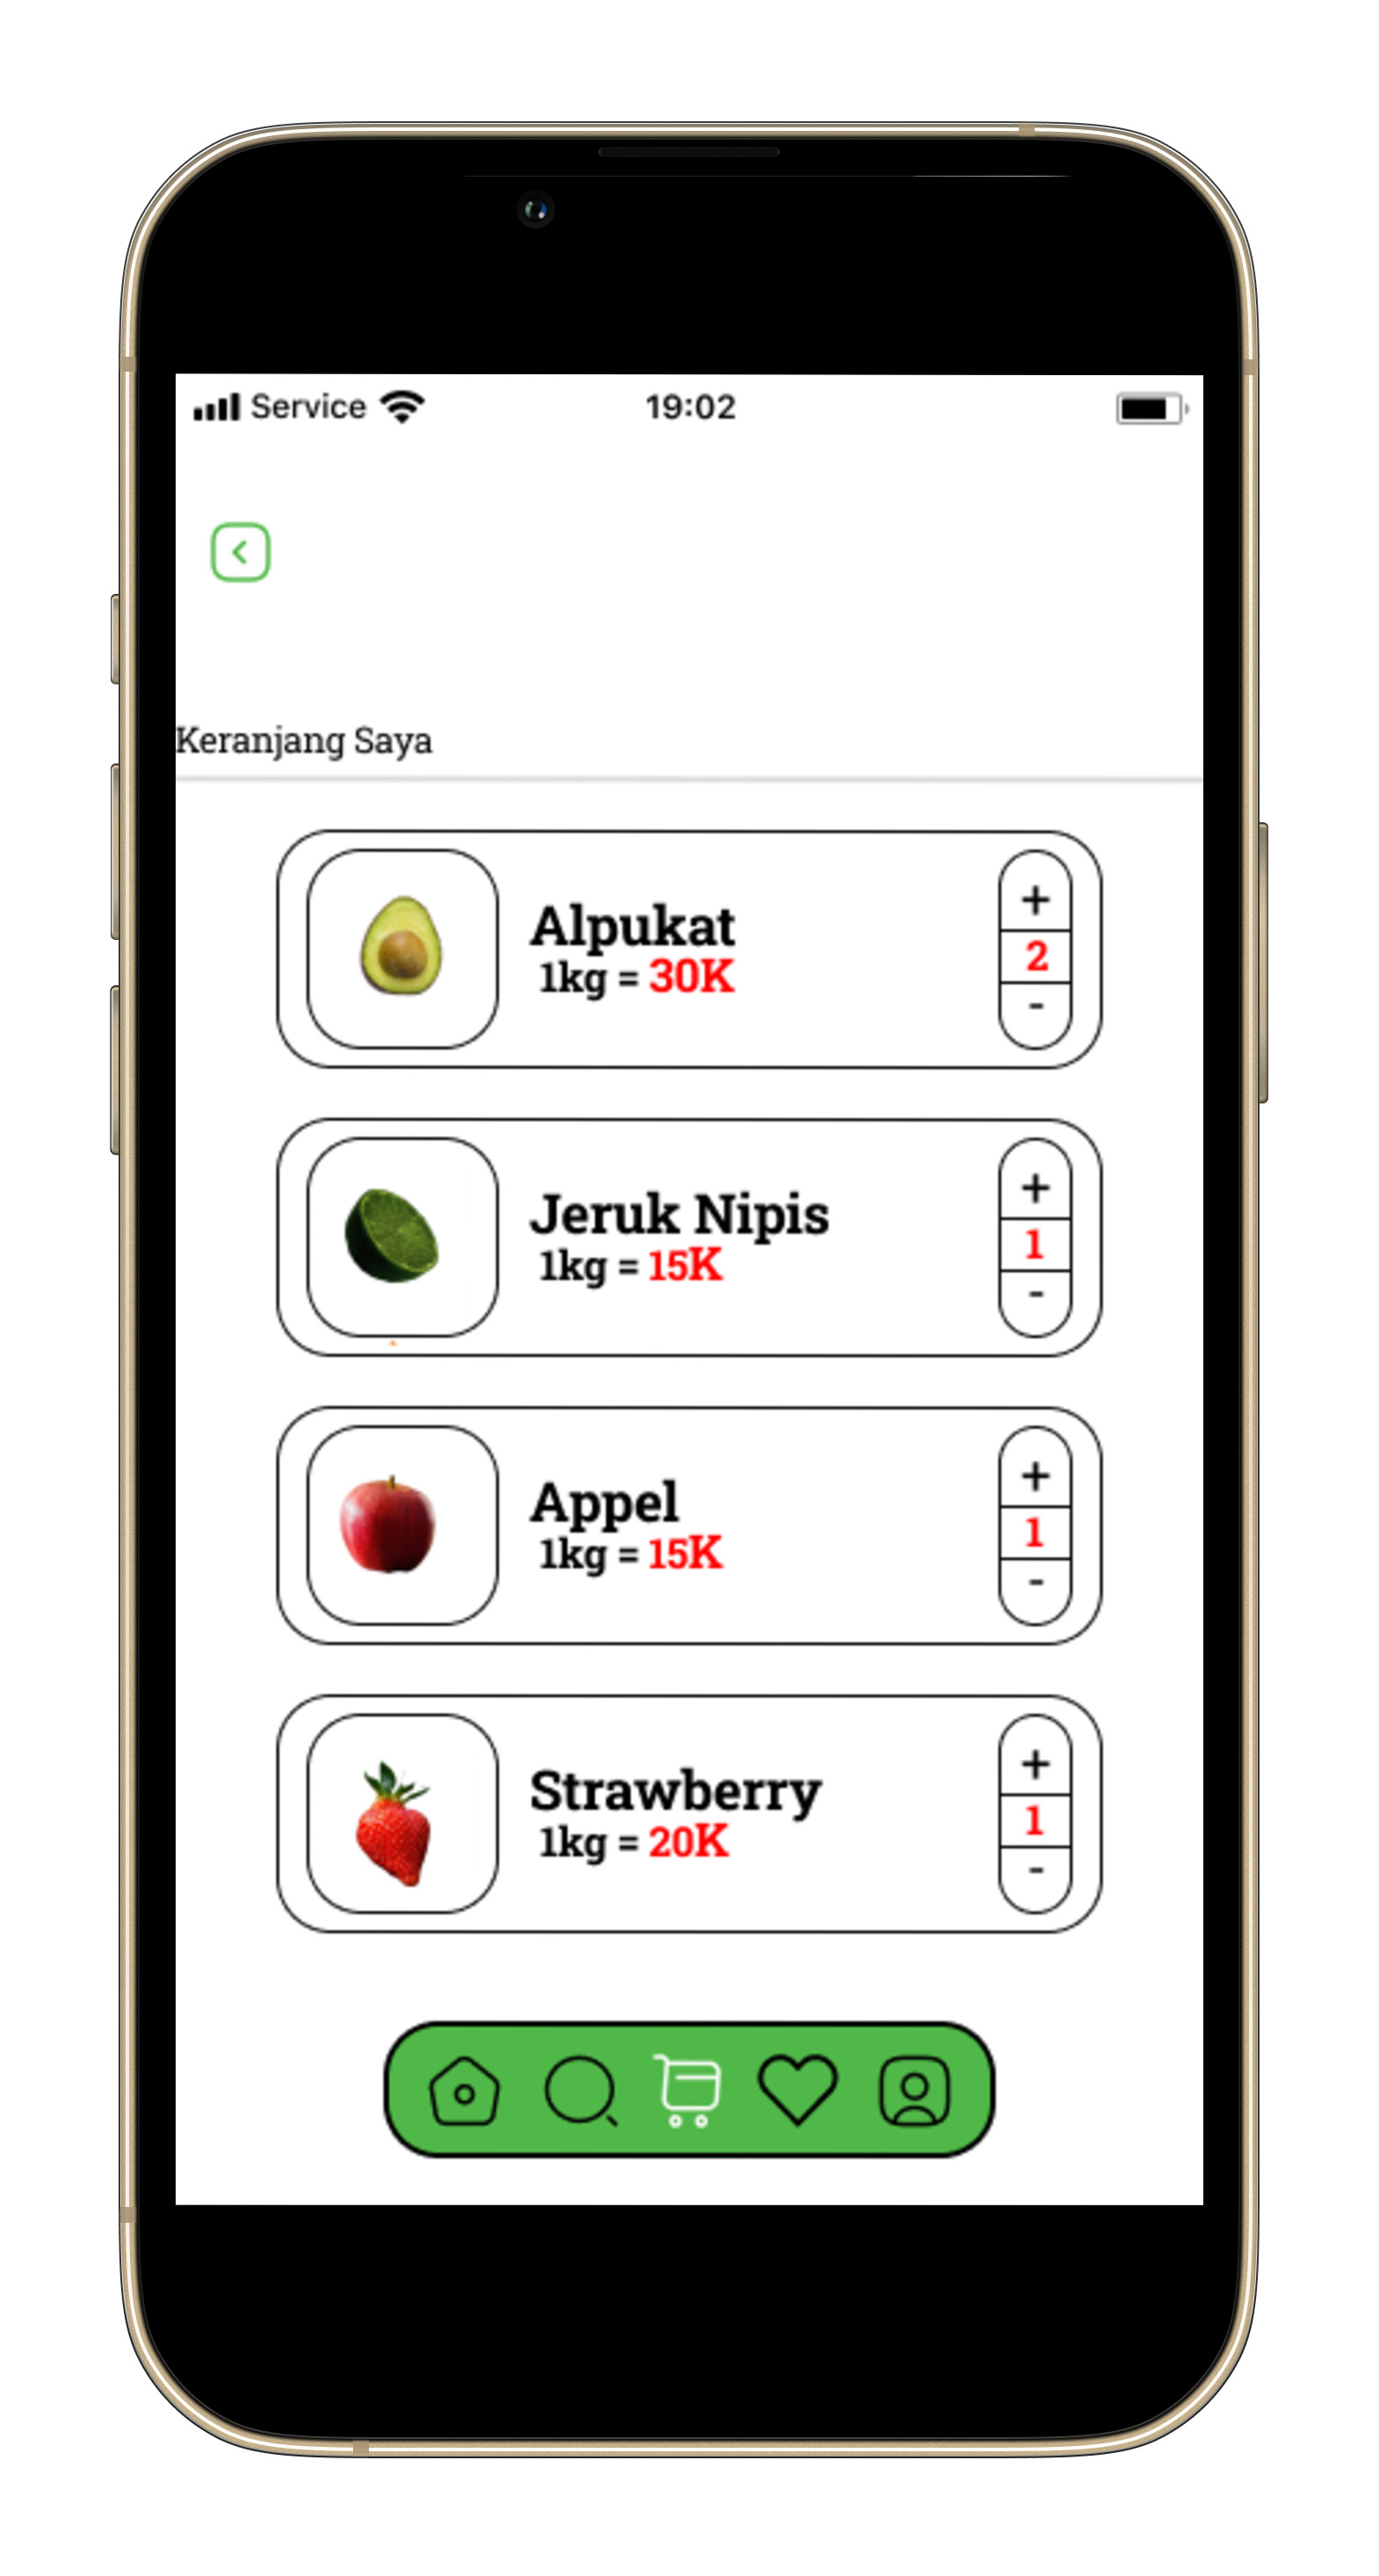 Service 19:02
Keranjang Saya
Alpukat
1kg = 30K
+
2
-
Jeruk Nipis
1kg = 15K
+
1
-
Appel
1kg = 15K
+
1
-
Strawberry
1kg = 20K
+
1
-